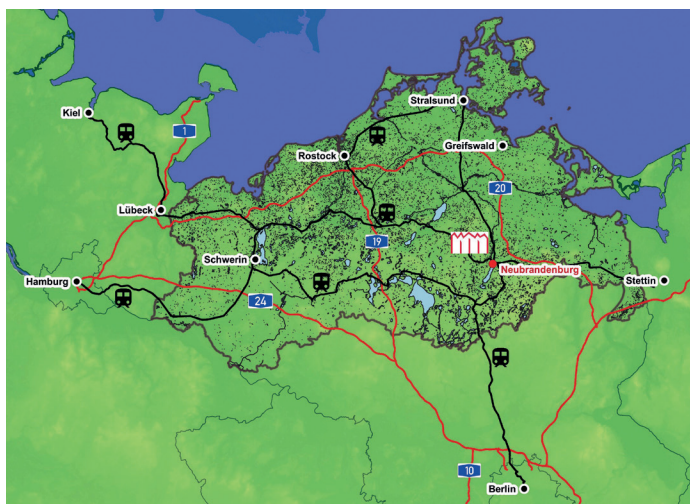 Kiel
1
Stralsund
Rostock
Greifswald
20
Lübeck
19
Schwerin
Neubrandenburg
Hamburg
24
Stettin
10
Berlin